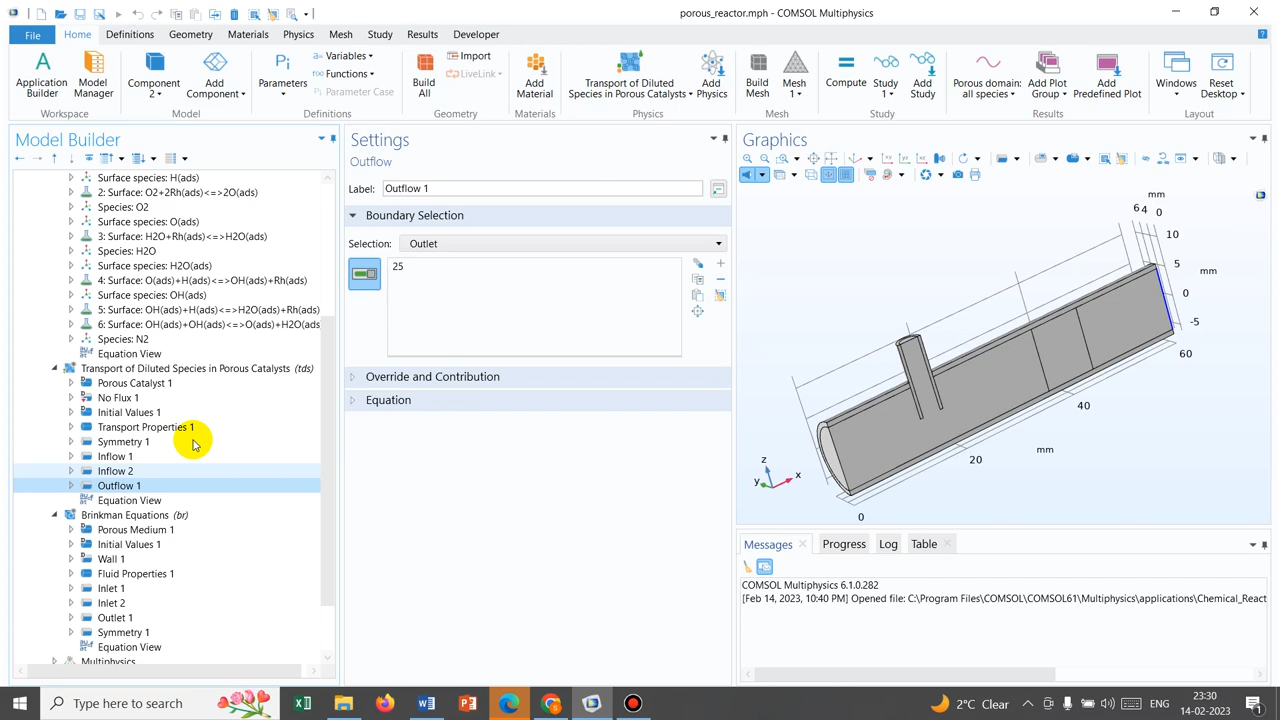 porous_reactor.mph - COMSOL Multiphysics
File Home Definitions Geometry Materials Physics Mesh Study Results Developer
Application Builder
Model Manager
Workspace
Component 2
Add Component
Model
Parameters
Pi
Variables
Functions
f(x)
a= 
P1
Parameter Case
Definitions
Build All
Import
LiveLink
Geometry
Add Material
Materials
Transport of Diluted Species in Porous Catalysts
Add Physics
Physics
Build Mesh
Mesh 1
Mesh
Compute
Study 1
Add Study
Study
Porous domain: all species
Add Plot Group
Add Predefined Plot
Results
Windows
Reset Desktop
Layout
Model Builder
Surface species: H(ads)
2: Surface: O2+2Rh(ads)<=>2O(ads)
Species: O2
Surface species: O(ads)
3: Surface: H2O+Rh(ads)<=>H2O(ads)
Species: H2O
Surface species: H2O(ads)
4: Surface: O(ads)+H(ads)<=>OH(ads)+Rh(ads)
Surface species: OH(ads)
5: Surface: OH(ads)+H(ads)<=>H2O(ads)+Rh(ads)
6: Surface: OH(ads)+OH(ads)<=>O(ads)+H2O(ads
Species: N2
Equation View
Transport of Diluted Species in Porous Catalysts (tds)
Porous Catalyst 1
No Flux 1
Initial Values 1
Transport Properties 1
Symmetry 1
Inflow 1
Inflow 2
Outflow 1
Equation View
Brinkman Equations (br)
Porous Medium 1
Initial Values 1
Wall 1
Fluid Properties 1
Inlet 1
Inlet 2
Outlet 1
Symmetry 1
Equation View
Multiphysics
Settings
Outflow
Label: Outflow 1
Boundary Selection
Selection: Outlet
25
Override and Contribution
Equation
Graphics
mm
6 4 0
10
5
mm
0
-5
60
40
mm
20
0
z
y
x
Messages Progress Log Table
COMSOL Multiphysics 6.1.0.282
[Feb 14, 2023, 10:40 PM] Opened file: C:\Program Files\COMSOL\COMSOL61\Multiphysics\applications\Chemical_React
Type here to search
2°C Clear
ENG
23:30
14-02-2023
1